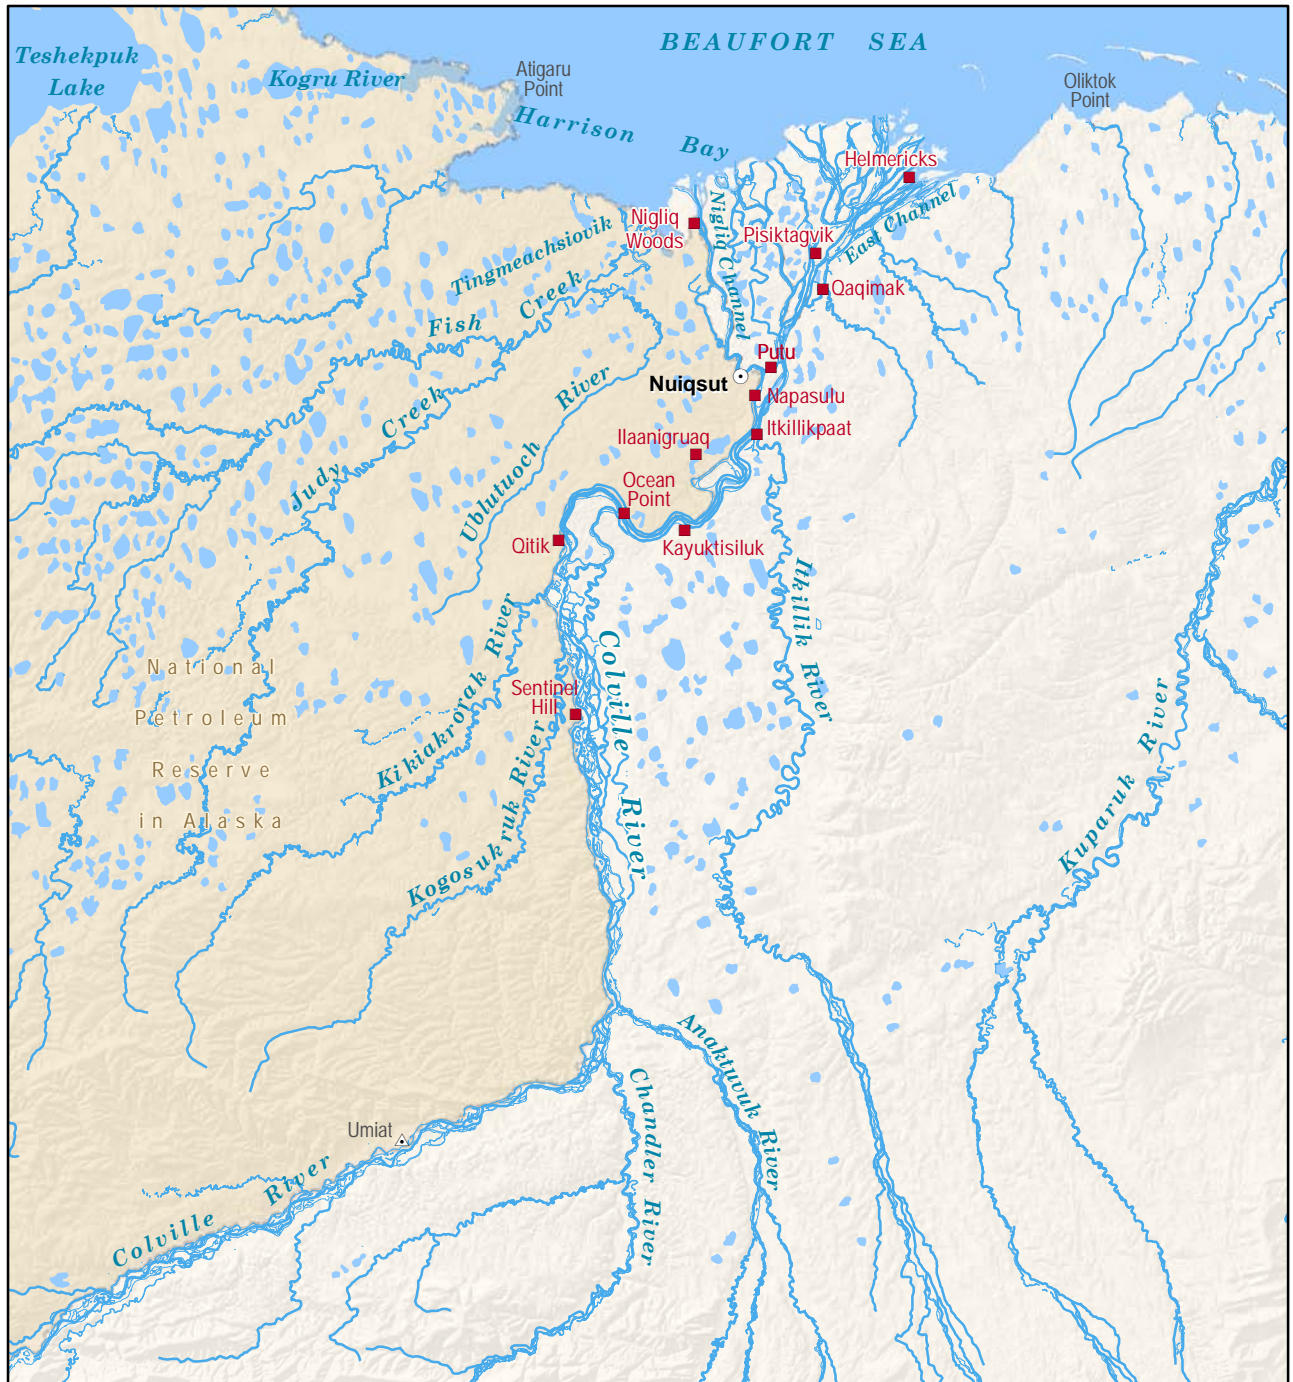 BEAUFORT SEA
Teshekpuk
Lake
Kogru River
Atigaru
Point
Oliktok
Point
Harrison Bay
Helmericks
Nigliq
Woods
Nigliq Channel
Pisiktagvik
East Channel
Tingmeachsiovik
Qaqimak
Fish Creek
Putu
Nuiqsut
Napasulu
Judy Creek
Ublutuoch River
Itkillikpaat
Ilaanigruaq
Ocean
Point
Qitik
Kayuktisiluk
Itkillik River
Colville River
National
Petroleum
Reserve
in Alaska
Sentinel
Hill
Kikiakrorak River
Kogosukruk River
Kuparuk River
Anaktuvuk River
Chandler River
Umiat
Colville River